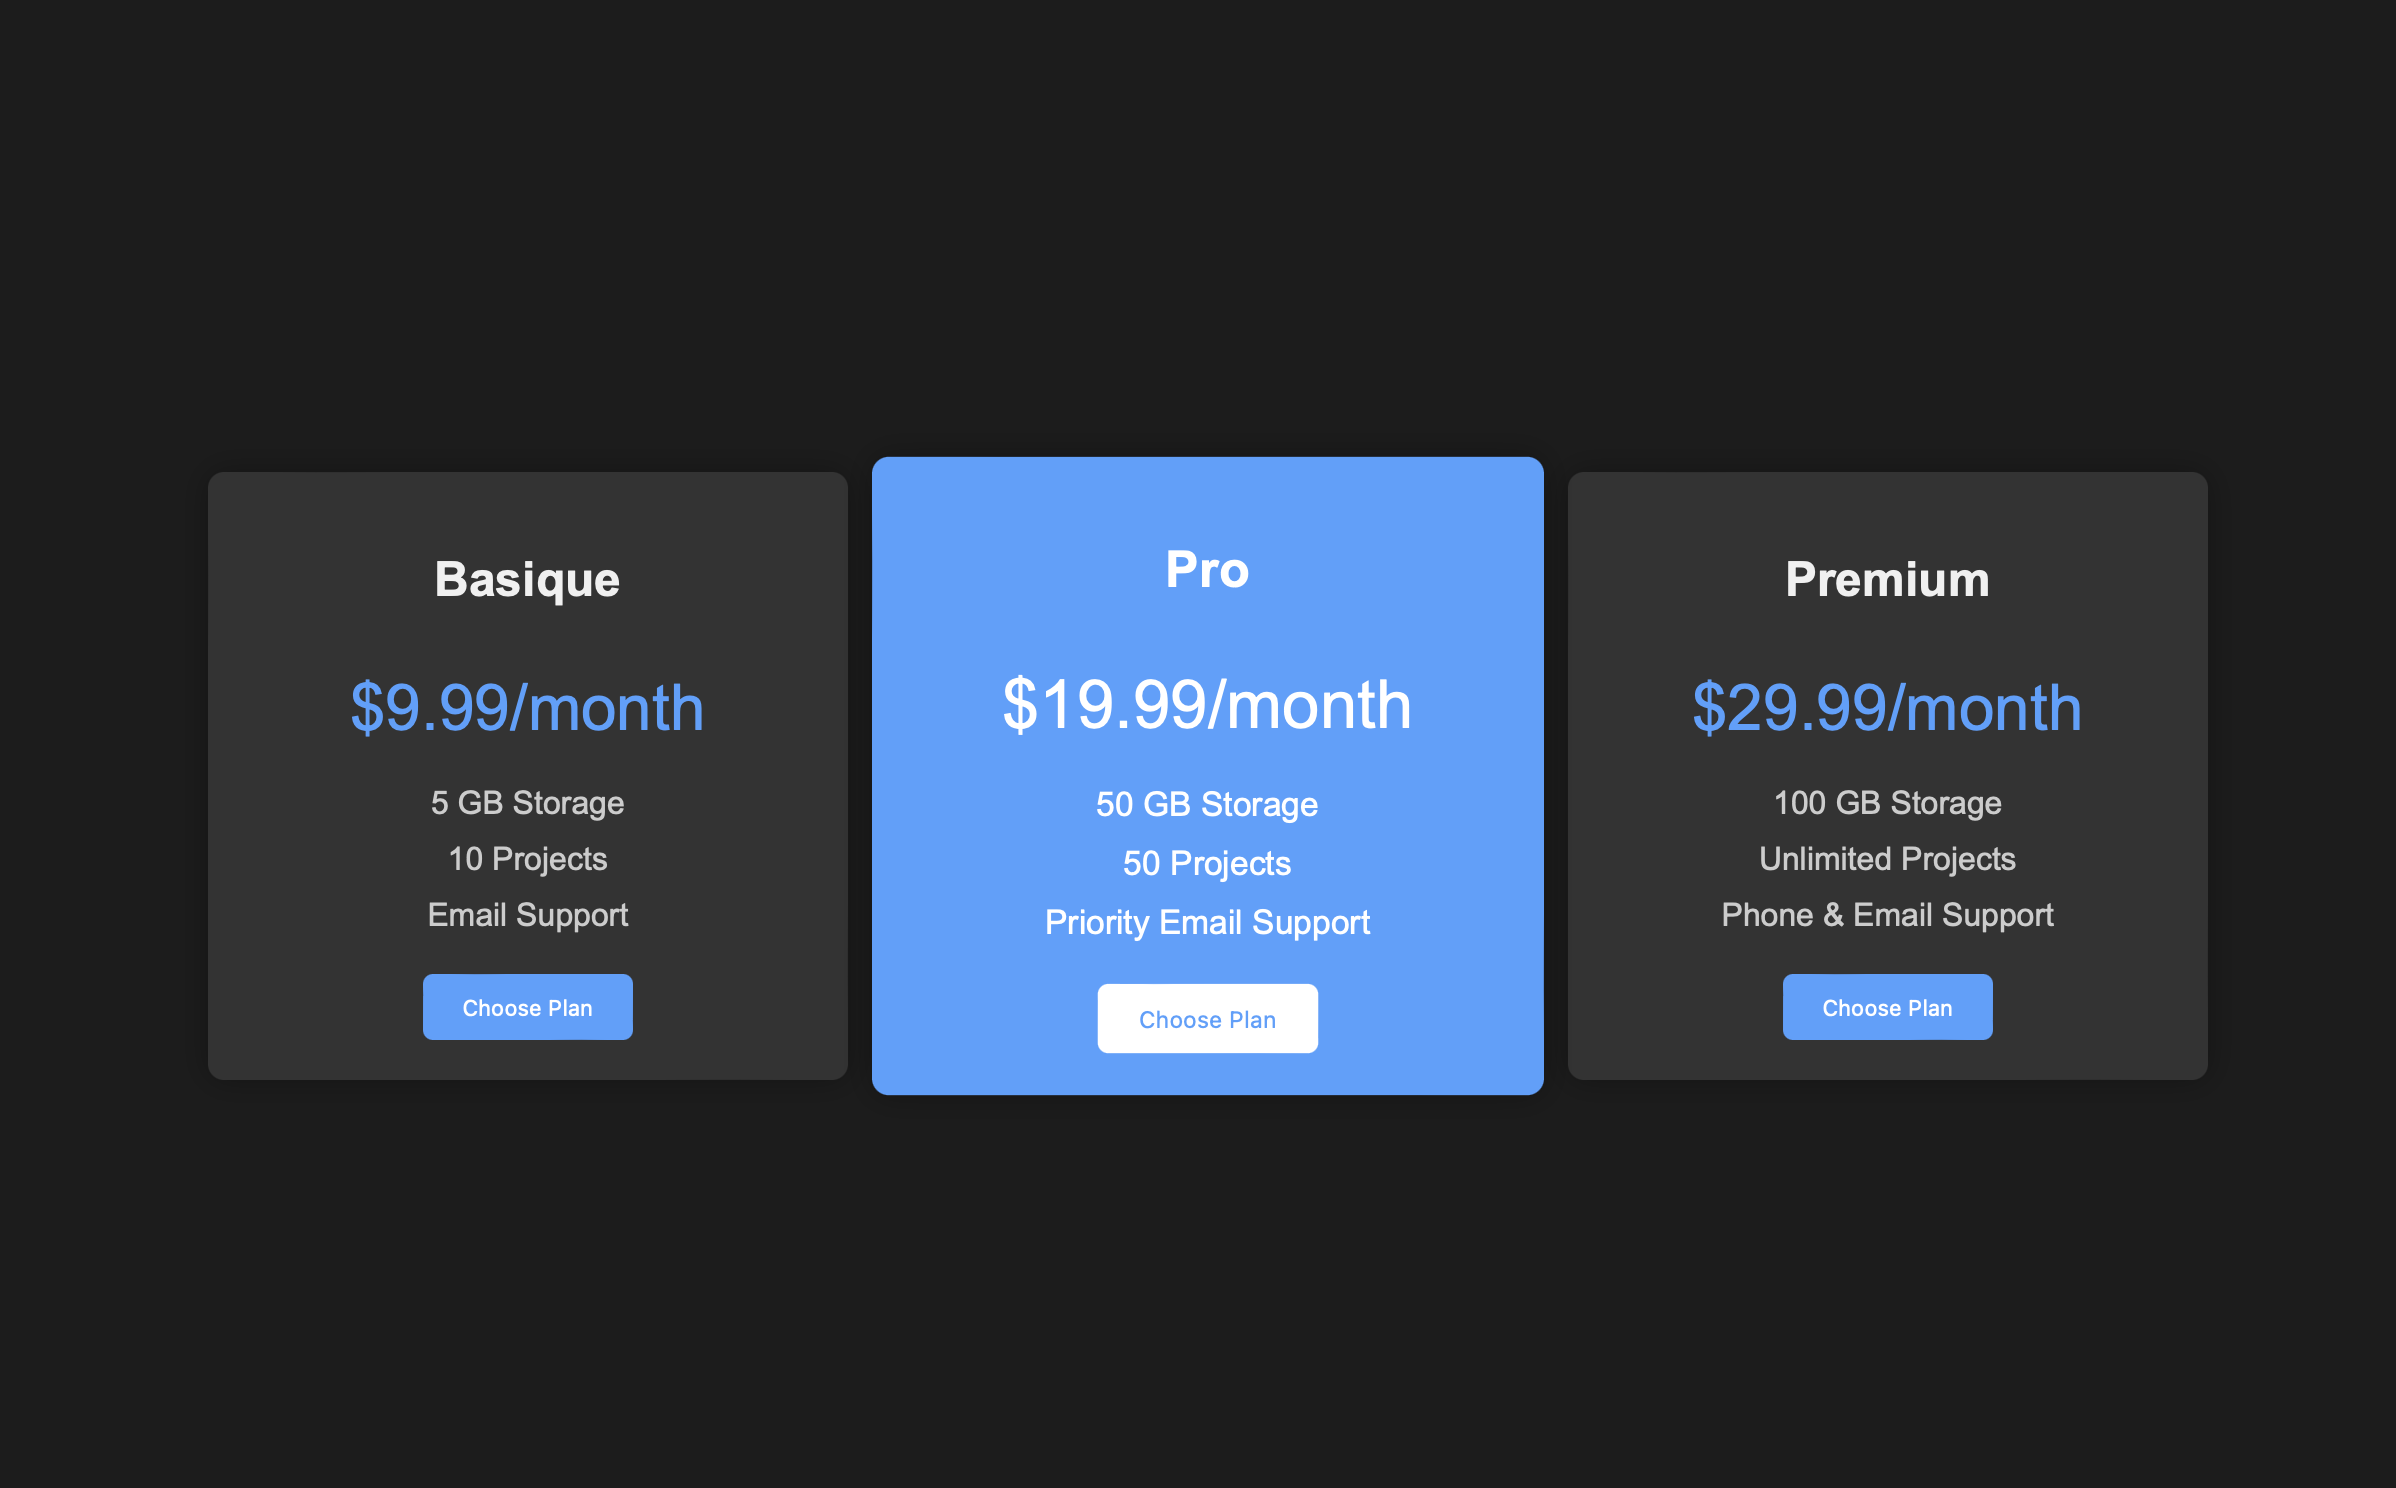 Basique
$9.99/month
5 GB Storage
10 Projects
Email Support
Choose Plan
Pro
$19.99/month
50 GB Storage
50 Projects
Priority Email Support
Choose Plan
Premium
$29.99/month
100 GB Storage
Unlimited Projects
Phone & Email Support
Choose Plan